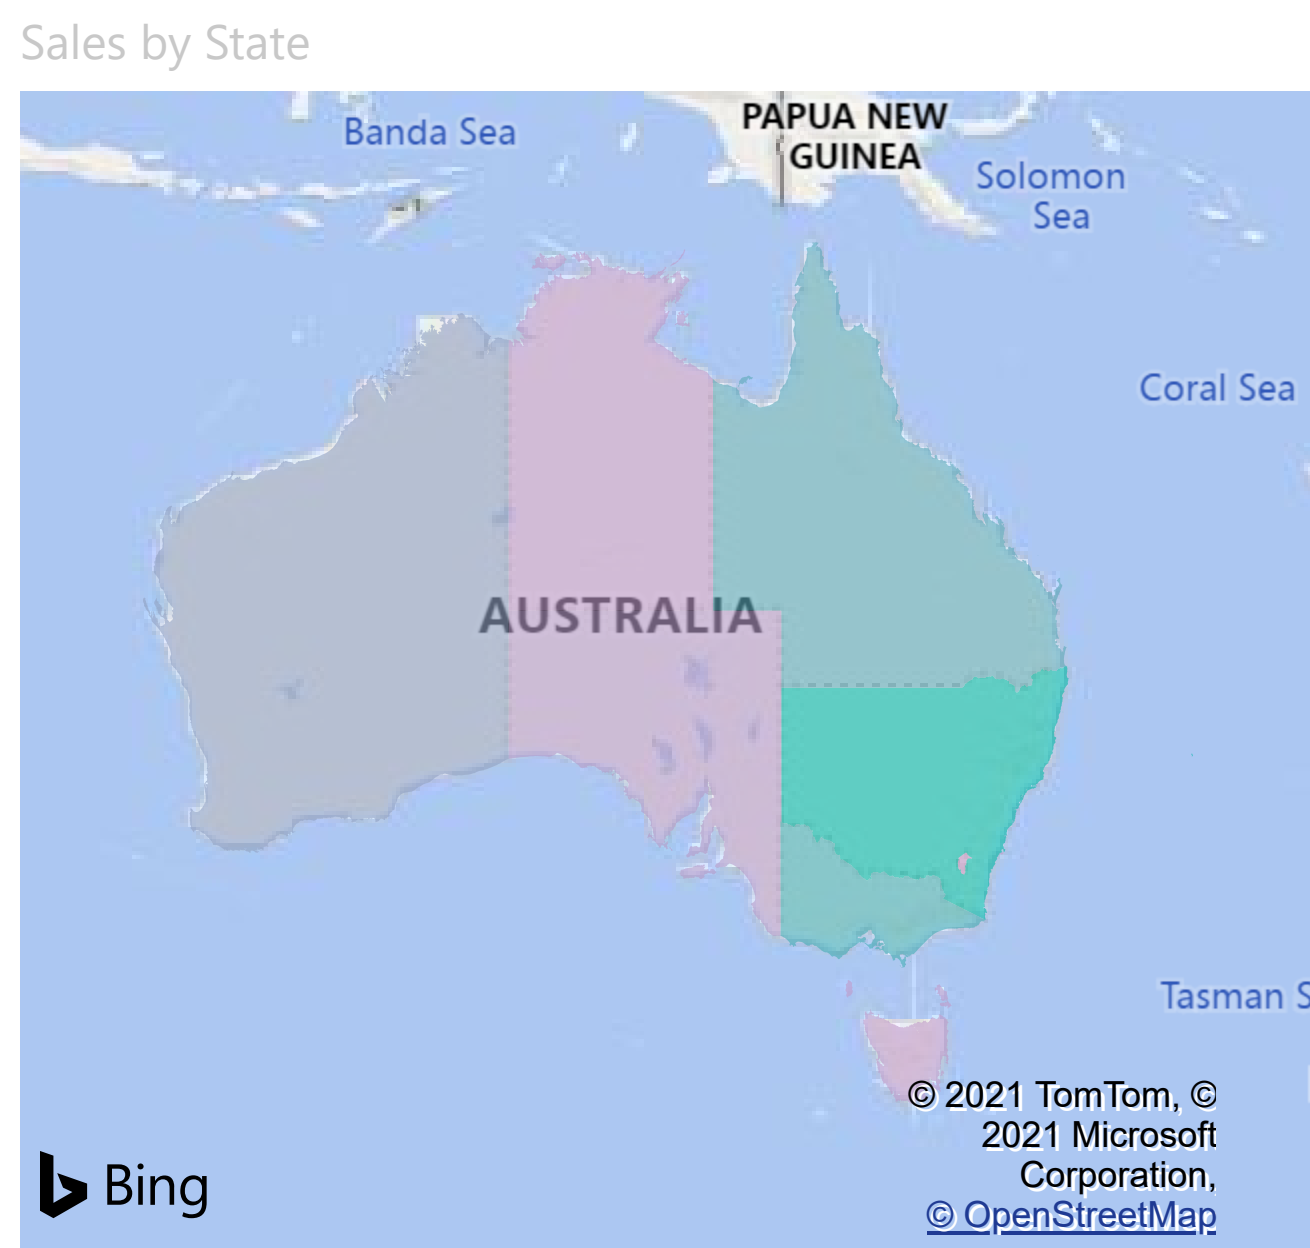 Sales by State
Banda Sea
PAPUA NEW
GUINEA
Solomon
Sea
Coral Sea
AUSTRALIA
Tasman S
© 2021 TomTom, ©
2021 Microsoft
Corporation,
© OpenStreetMap
Bing